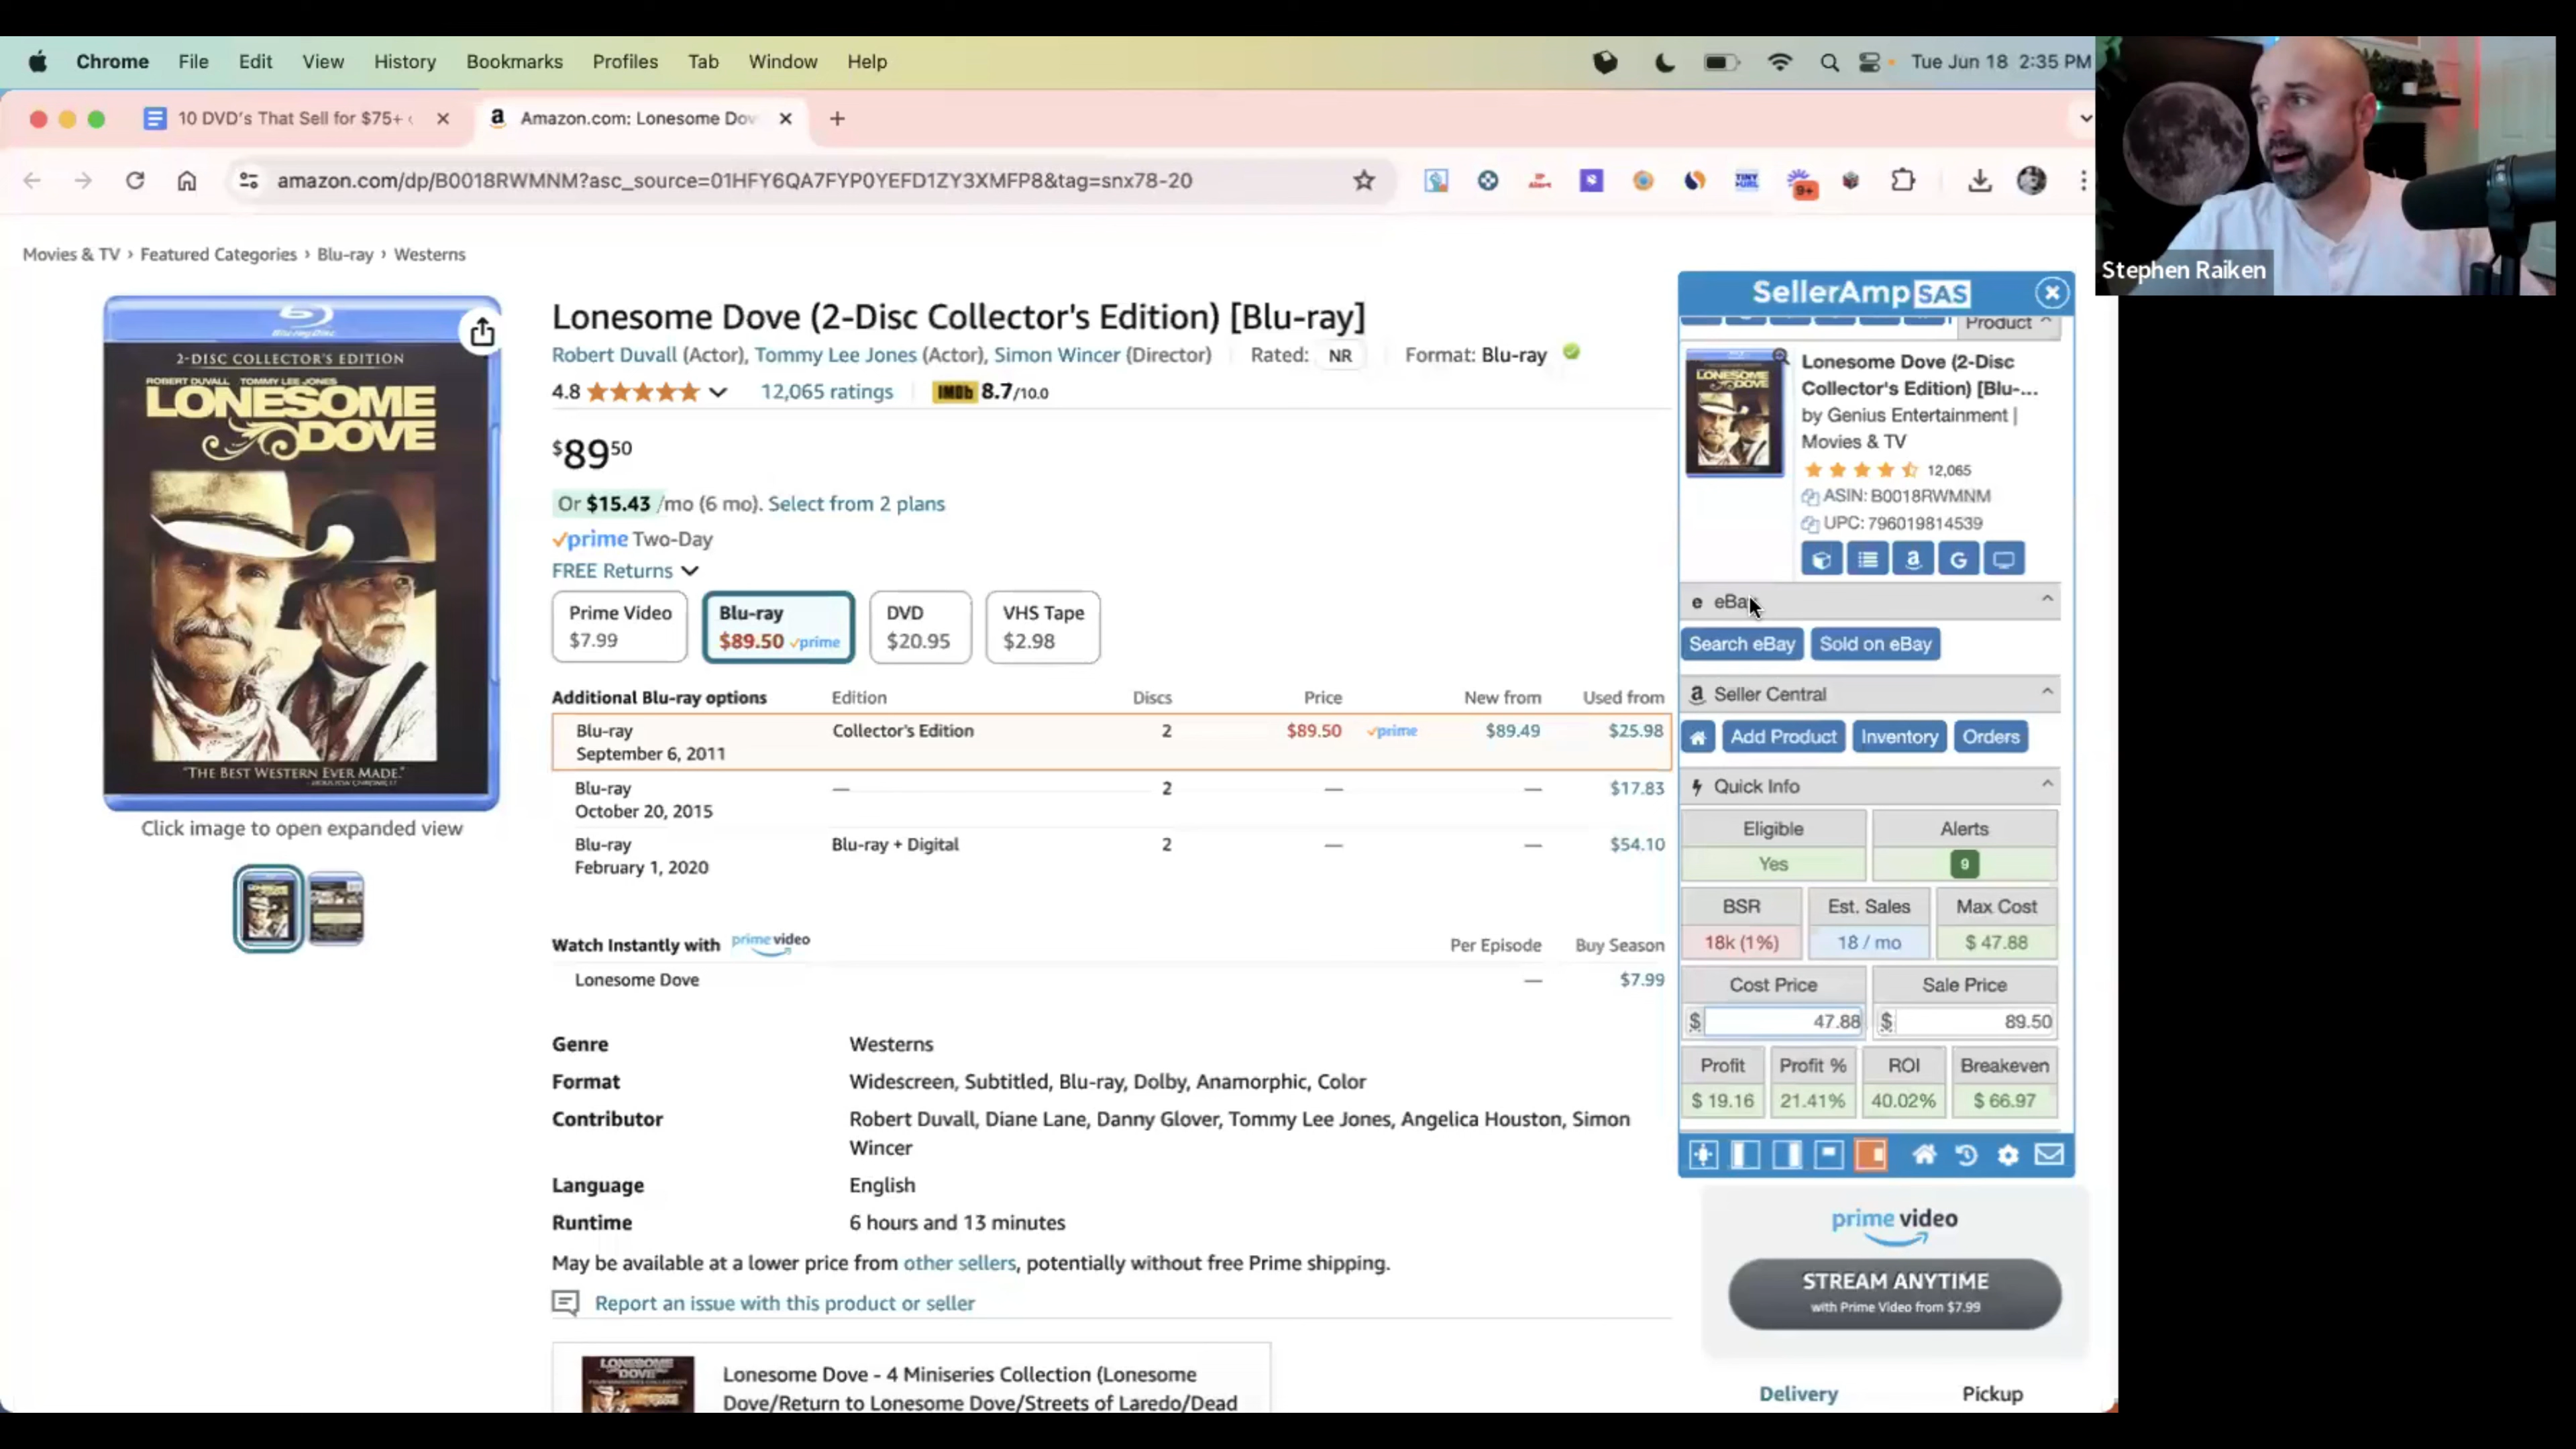 Chrome File Edit View History Bookmarks Profiles Tab Window Help Tue Jun 18 2:35 PM
10 DVD's That Sell for $75+
Amazon.com: Lonesome Dov
amazon.com/dp/B0018RWMNM?asc_source=01HFY6QA7FYP0YEFD1ZY3XMFP8&tag=snx78-20
TINY URL
9+
Stephen Raiken
Movies & TV › Featured Categories › Blu-ray › Westerns
2-DISC COLLECTOR'S EDITION
ROBERT DUVALL TOMMY LEE JONES
LONESOME
DOVE
"THE BEST WESTERN EVER MADE."
Click image to open expanded view
Lonesome Dove (2-Disc Collector's Edition) [Blu-ray]
Robert Duvall (Actor), Tommy Lee Jones (Actor), Simon Wincer (Director) Rated: NR Format: Blu-ray
4.8 12,065 ratings IMDb 8.7/10.0
$89 50
Or $15.43 /mo (6 mo). Select from 2 plans
prime Two-Day
FREE Returns
Prime Video Blu-ray DVD VHS Tape
$7.99 $89.50 prime $20.95 $2.98
Additional Blu-ray options Edition Discs Price New from Used from
Blu-ray Collector's Edition 2 $89.50 prime $89.49 $25.98
September 6, 2011
Blu-ray — 2 — — $17.83
October 20, 2015
Blu-ray Blu-ray + Digital 2 — — $54.10
February 1, 2020
Watch Instantly with prime video Per Episode Buy Season
Lonesome Dove — $7.99
Genre Westerns
Format Widescreen, Subtitled, Blu-ray, Dolby, Anamorphic, Color
Contributor Robert Duvall, Diane Lane, Danny Glover, Tommy Lee Jones, Angelica Houston, Simon
Wincer
Language English
Runtime 6 hours and 13 minutes
May be available at a lower price from other sellers, potentially without free Prime shipping.
Report an issue with this product or seller
Lonesome Dove - 4 Miniseries Collection (Lonesome
Dove/Return to Lonesome Dove/Streets of Laredo/Dead
SellerAmp SAS
Product
Lonesome Dove (2-Disc
Collector's Edition) [Blu-...
by Genius Entertainment |
Movies & TV
12,065
ASIN: B0018RWMNM
UPC: 796019814539
eBay
Search eBay Sold on eBay
Seller Central
Add Product Inventory Orders
Quick Info
Eligible Alerts
Yes 9
BSR Est. Sales Max Cost
18k (1%) 18 / mo $ 47.88
Cost Price Sale Price
$ 47.88 $ 89.50
Profit Profit % ROI Breakeven
$ 19.16 21.41% 40.02% $ 66.97
prime video
STREAM ANYTIME
with Prime Video from $7.99
Delivery Pickup